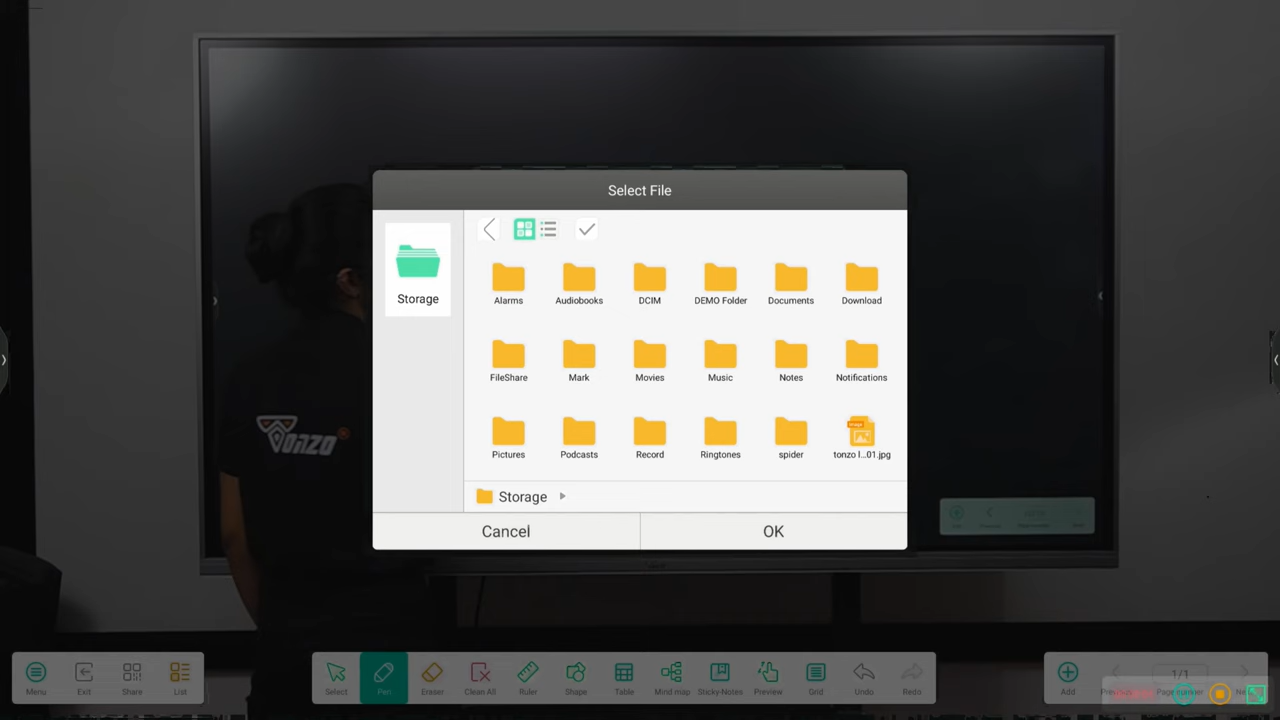 Select File
Storage
Alarms
Audiobooks
DCIM
DEMO Folder
Documents
Download
FileShare
Mark
Movies
Music
Notes
Notifications
Pictures
Podcasts
Record
Ringtones
spider
tonzo l...01.jpg
Storage
Cancel
OK
TONZO
Menu
Exit
Share
List
Select
Pen
Eraser
Clean All
Ruler
Shape
Table
Mind map
Sticky-Notes
Preview
Grid
Undo
Redo
Add
1/1